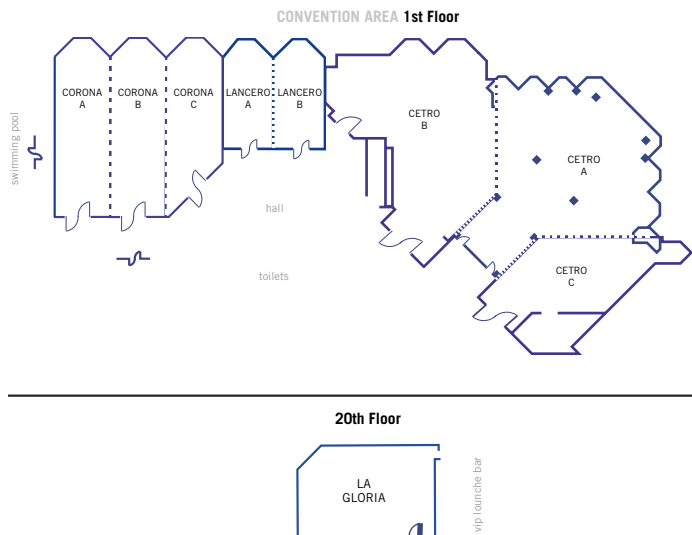 CONVENTION AREA 1st Floor
CORONA
A
CORONA
B
CORONA
C
LANCERO
A
LANCERO
B
CETRO
B
CETRO
A
CETRO
C
swimming pool
hall
toilets
20th Floor
LA
GLORIA
vip lounche bar